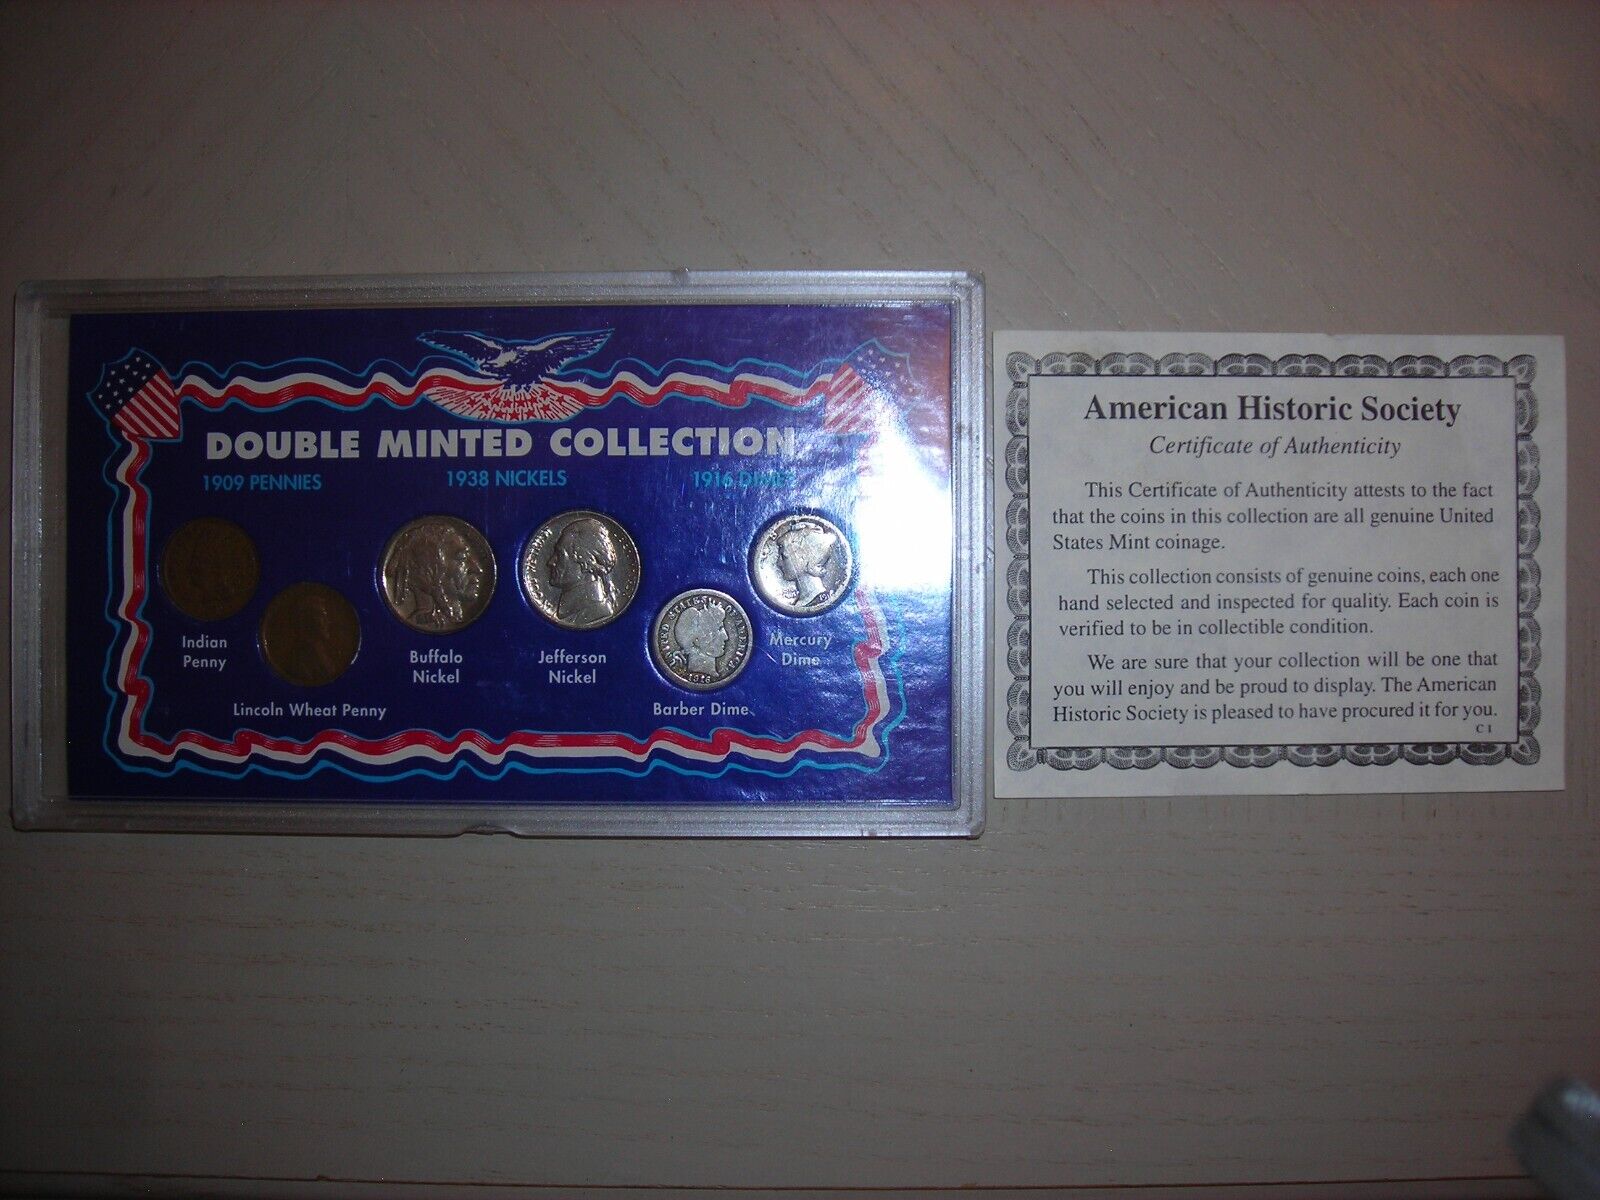 DOUBLE MINTED COLLECTION
1909 PENNIES
1938 NICKELS
1916 DIMES
Indian
Penny
Lincoln Wheat Penny
Buffalo
Nickel
Jefferson
Nickel
UNITED STATES OF AMERICA
1916
Barber Dime
Mercury
Dime
American Historic Society
Certificate of Authenticity
This Certificate of Authenticity attests to the fact
that the coins in this collection are all genuine United
States Mint coinage.
This collection consists of genuine coins, each one
hand selected and inspected for quality. Each coin is
verified to be in collectible condition.
We are sure that your collection will be one that
you will enjoy and be proud to display. The American
Historic Society is pleased to have procured it for you.
C I